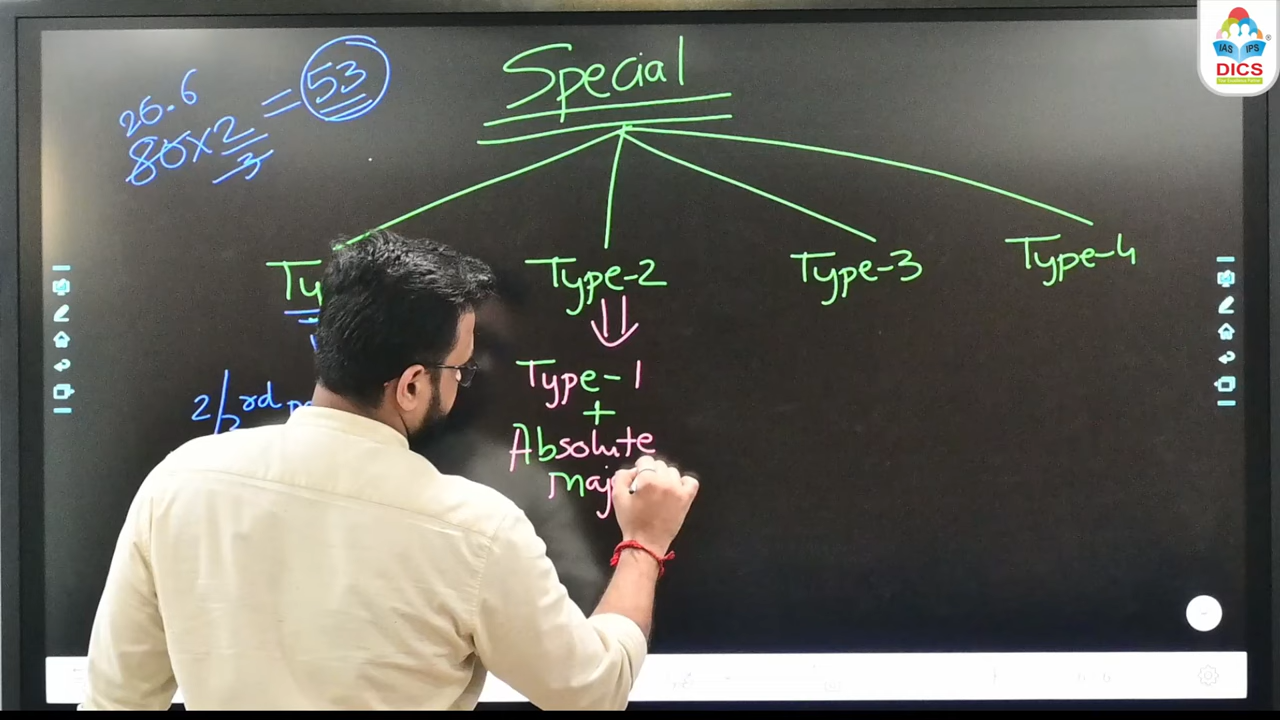 Special
26.6
80×2/3 = 53
Type-2
Type-3
Type-4
2/3rd
Type-1
+
Absolute
maj
IAS IPS
DICS